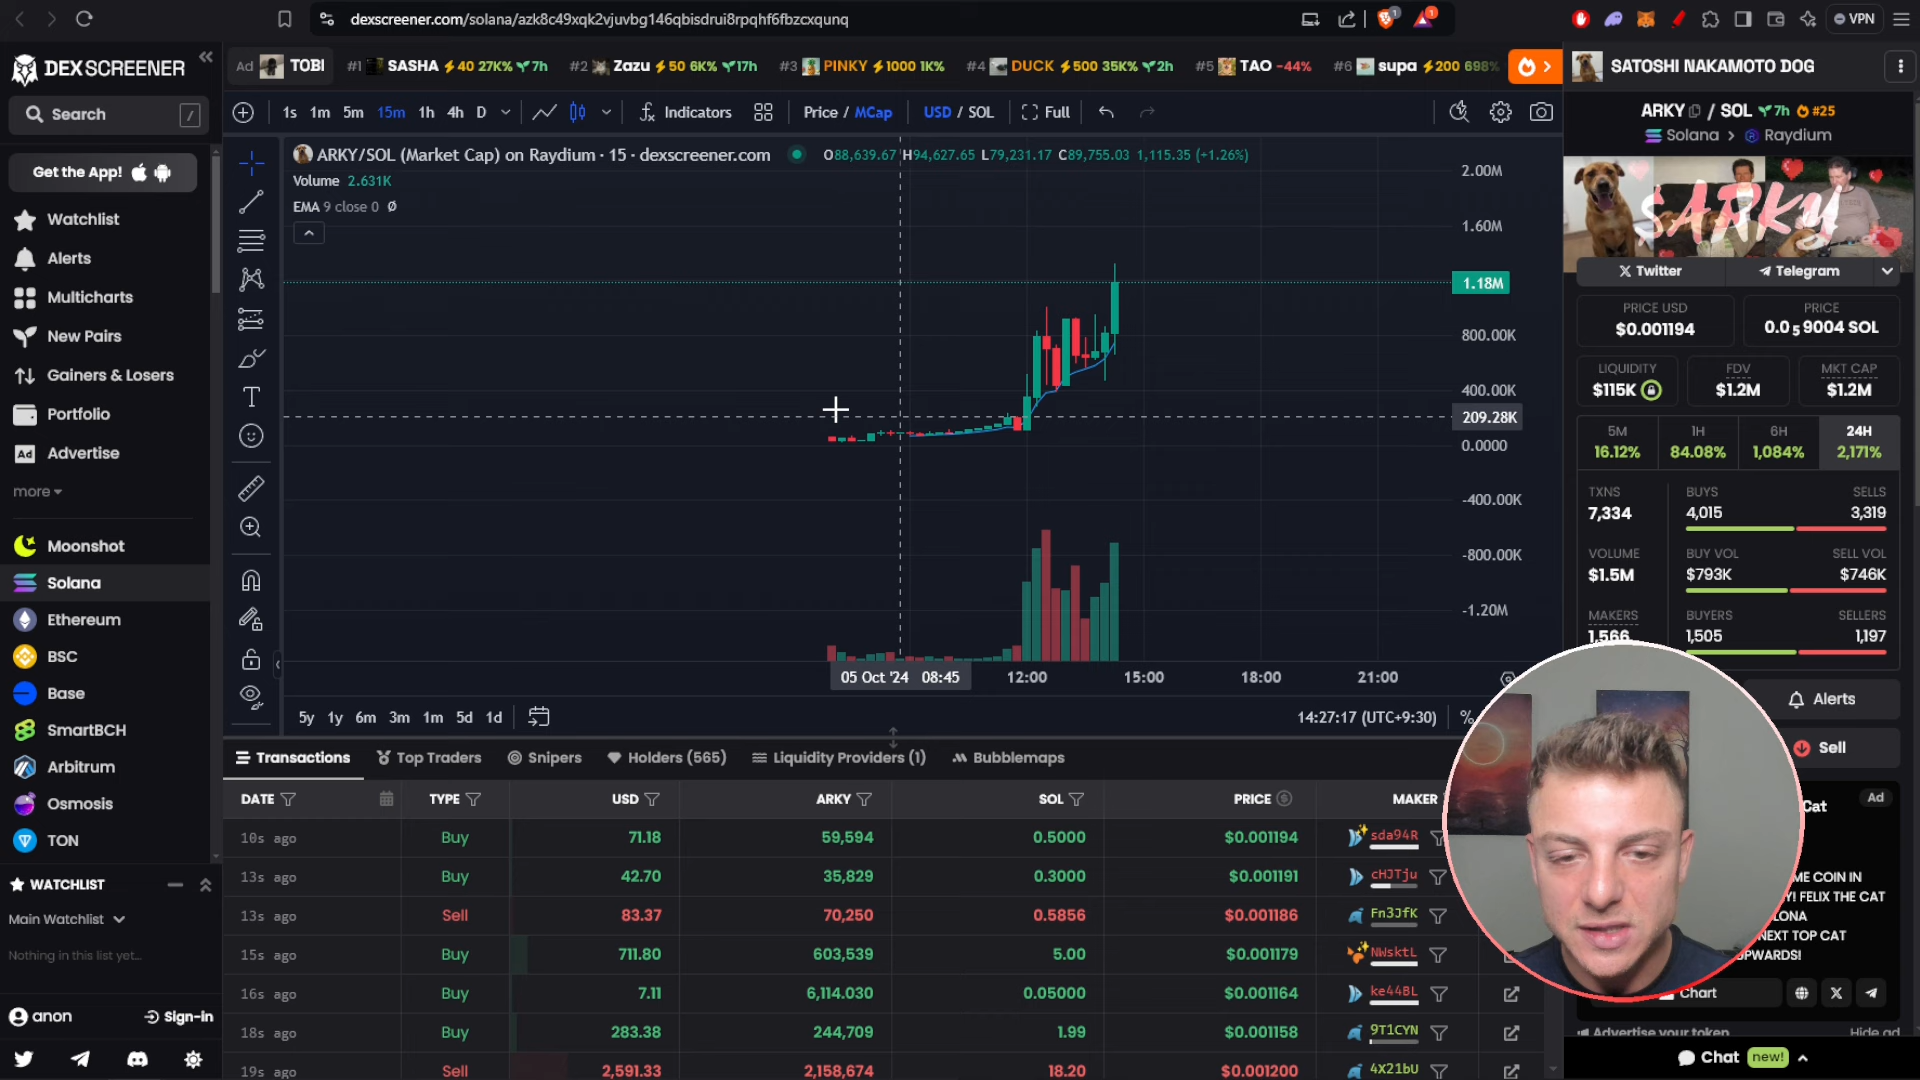 dexscreener.com/solana/azk8c49xqk2vjuvbg146qbisdrui8rpqhf6fbzcxqunq
1
1
VPN
DEX SCREENER
Ad TOBI #1 SASHA 40 27K% 7h #2 Zazu 50 6K% 17h #3 PINKY 1000 1K% #4 DUCK 500 35K% 2h #5 TAO -44% #6 supa 200 698%
SATOSHI NAKAMOTO DOG
Search /
1s 1m 5m 15m 1h 4h D Indicators Price / MCap USD / SOL Full
ARKY / SOL 7h #25
Solana > Raydium
Get the App!
Watchlist
Alerts
Multicharts
New Pairs
Gainers & Losers
Portfolio
Ad Advertise
more
Moonshot
Solana
Ethereum
BSC
Base
SmartBCH
Arbitrum
Osmosis
TON
WATCHLIST
Main Watchlist
Nothing in this list yet...
anon Sign-in
ARKY/SOL (Market Cap) on Raydium · 15 · dexscreener.com O88,639.67 H94,627.65 L79,231.17 C89,755.03 1,115.35 (+1.26%)
Volume 2.631K
EMA 9 close 0 Ø
2.00M
1.60M
1.18M
800.00K
400.00K
209.28K
0.0000
-400.00K
-800.00K
-1.20M
05 Oct '24 08:45 12:00 15:00 18:00 21:00
5y 1y 6m 3m 1m 5d 1d 14:27:17 (UTC+9:30) %
$ARKY
Twitter Telegram
PRICE USD
$0.001194
PRICE
0.0₅9004 SOL
LIQUIDITY
$115K
FDV
$1.2M
MKT CAP
$1.2M
5M 1H 6H 24H
16.12% 84.08% 1,084% 2,171%
TXNS BUYS SELLS
7,334 4,015 3,319
VOLUME BUY VOL SELL VOL
$1.5M $793K $746K
MAKERS BUYERS SELLERS
1,566 1,505 1,197
Alerts
Sell
Transactions Top Traders Snipers Holders (565) Liquidity Providers (1) Bubblemaps
DATE TYPE USD ARKY SOL PRICE MAKER
10s ago Buy 71.18 59,594 0.5000 $0.001194 sda94R
13s ago Buy 42.70 35,829 0.3000 $0.001191 cHJTju
13s ago Sell 83.37 70,250 0.5856 $0.001186 Fn3JfK
15s ago Buy 711.80 603,539 5.00 $0.001179 NWsktL
16s ago Buy 7.11 6,114.030 0.05000 $0.001164 ke44BL
18s ago Buy 283.38 244,709 1.99 $0.001158 9T1CYN
19s ago Sell 2,591.33 2,158,674 18.20 $0.001200 4X21bU
Cat Ad
ME COIN IN
Y! FELIX THE CAT
LONA
NEXT TOP CAT
UPWARDS!
Chart
Advertise your token Hide ad
Chat new!